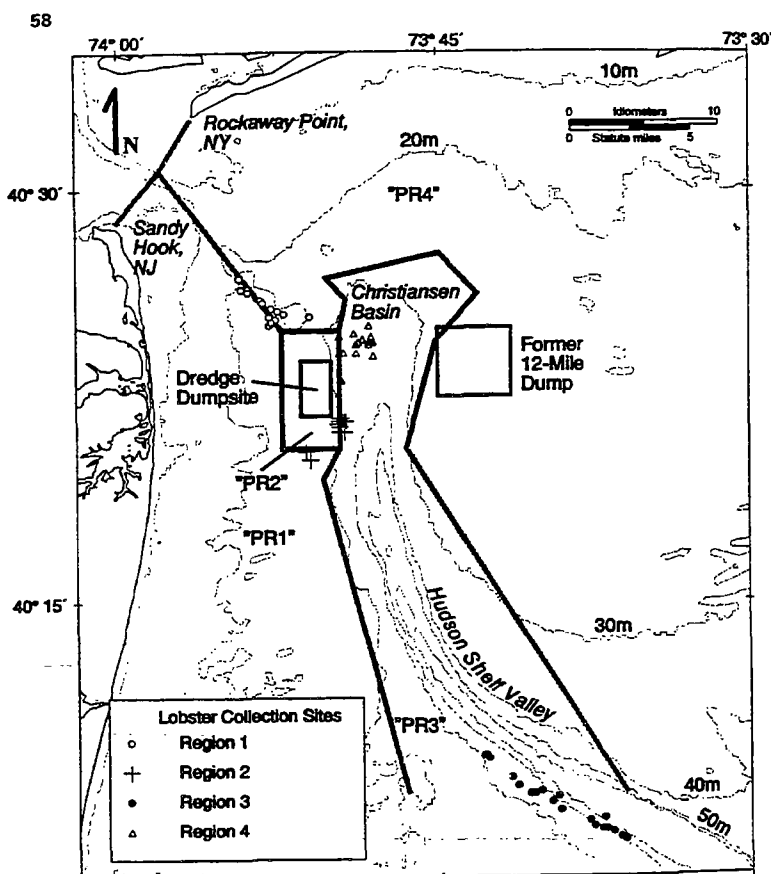 58
74° 00´
73° 45´
73° 30´
10m
Rockaway Point,
NY
0 kilometers 10
0 Statute miles 5
N
20m
"PR4"
40° 30´
Sandy
Hook,
NJ
Christiansen
Basin
Former
12-Mile
Dump
Dredge
Dumpsite
"PR2"
"PR1"
40° 15´
30m
Hudson Shelf Valley
"PR3"
Lobster Collection Sites
Region 1
Region 2
Region 3
Region 4
40m
50m